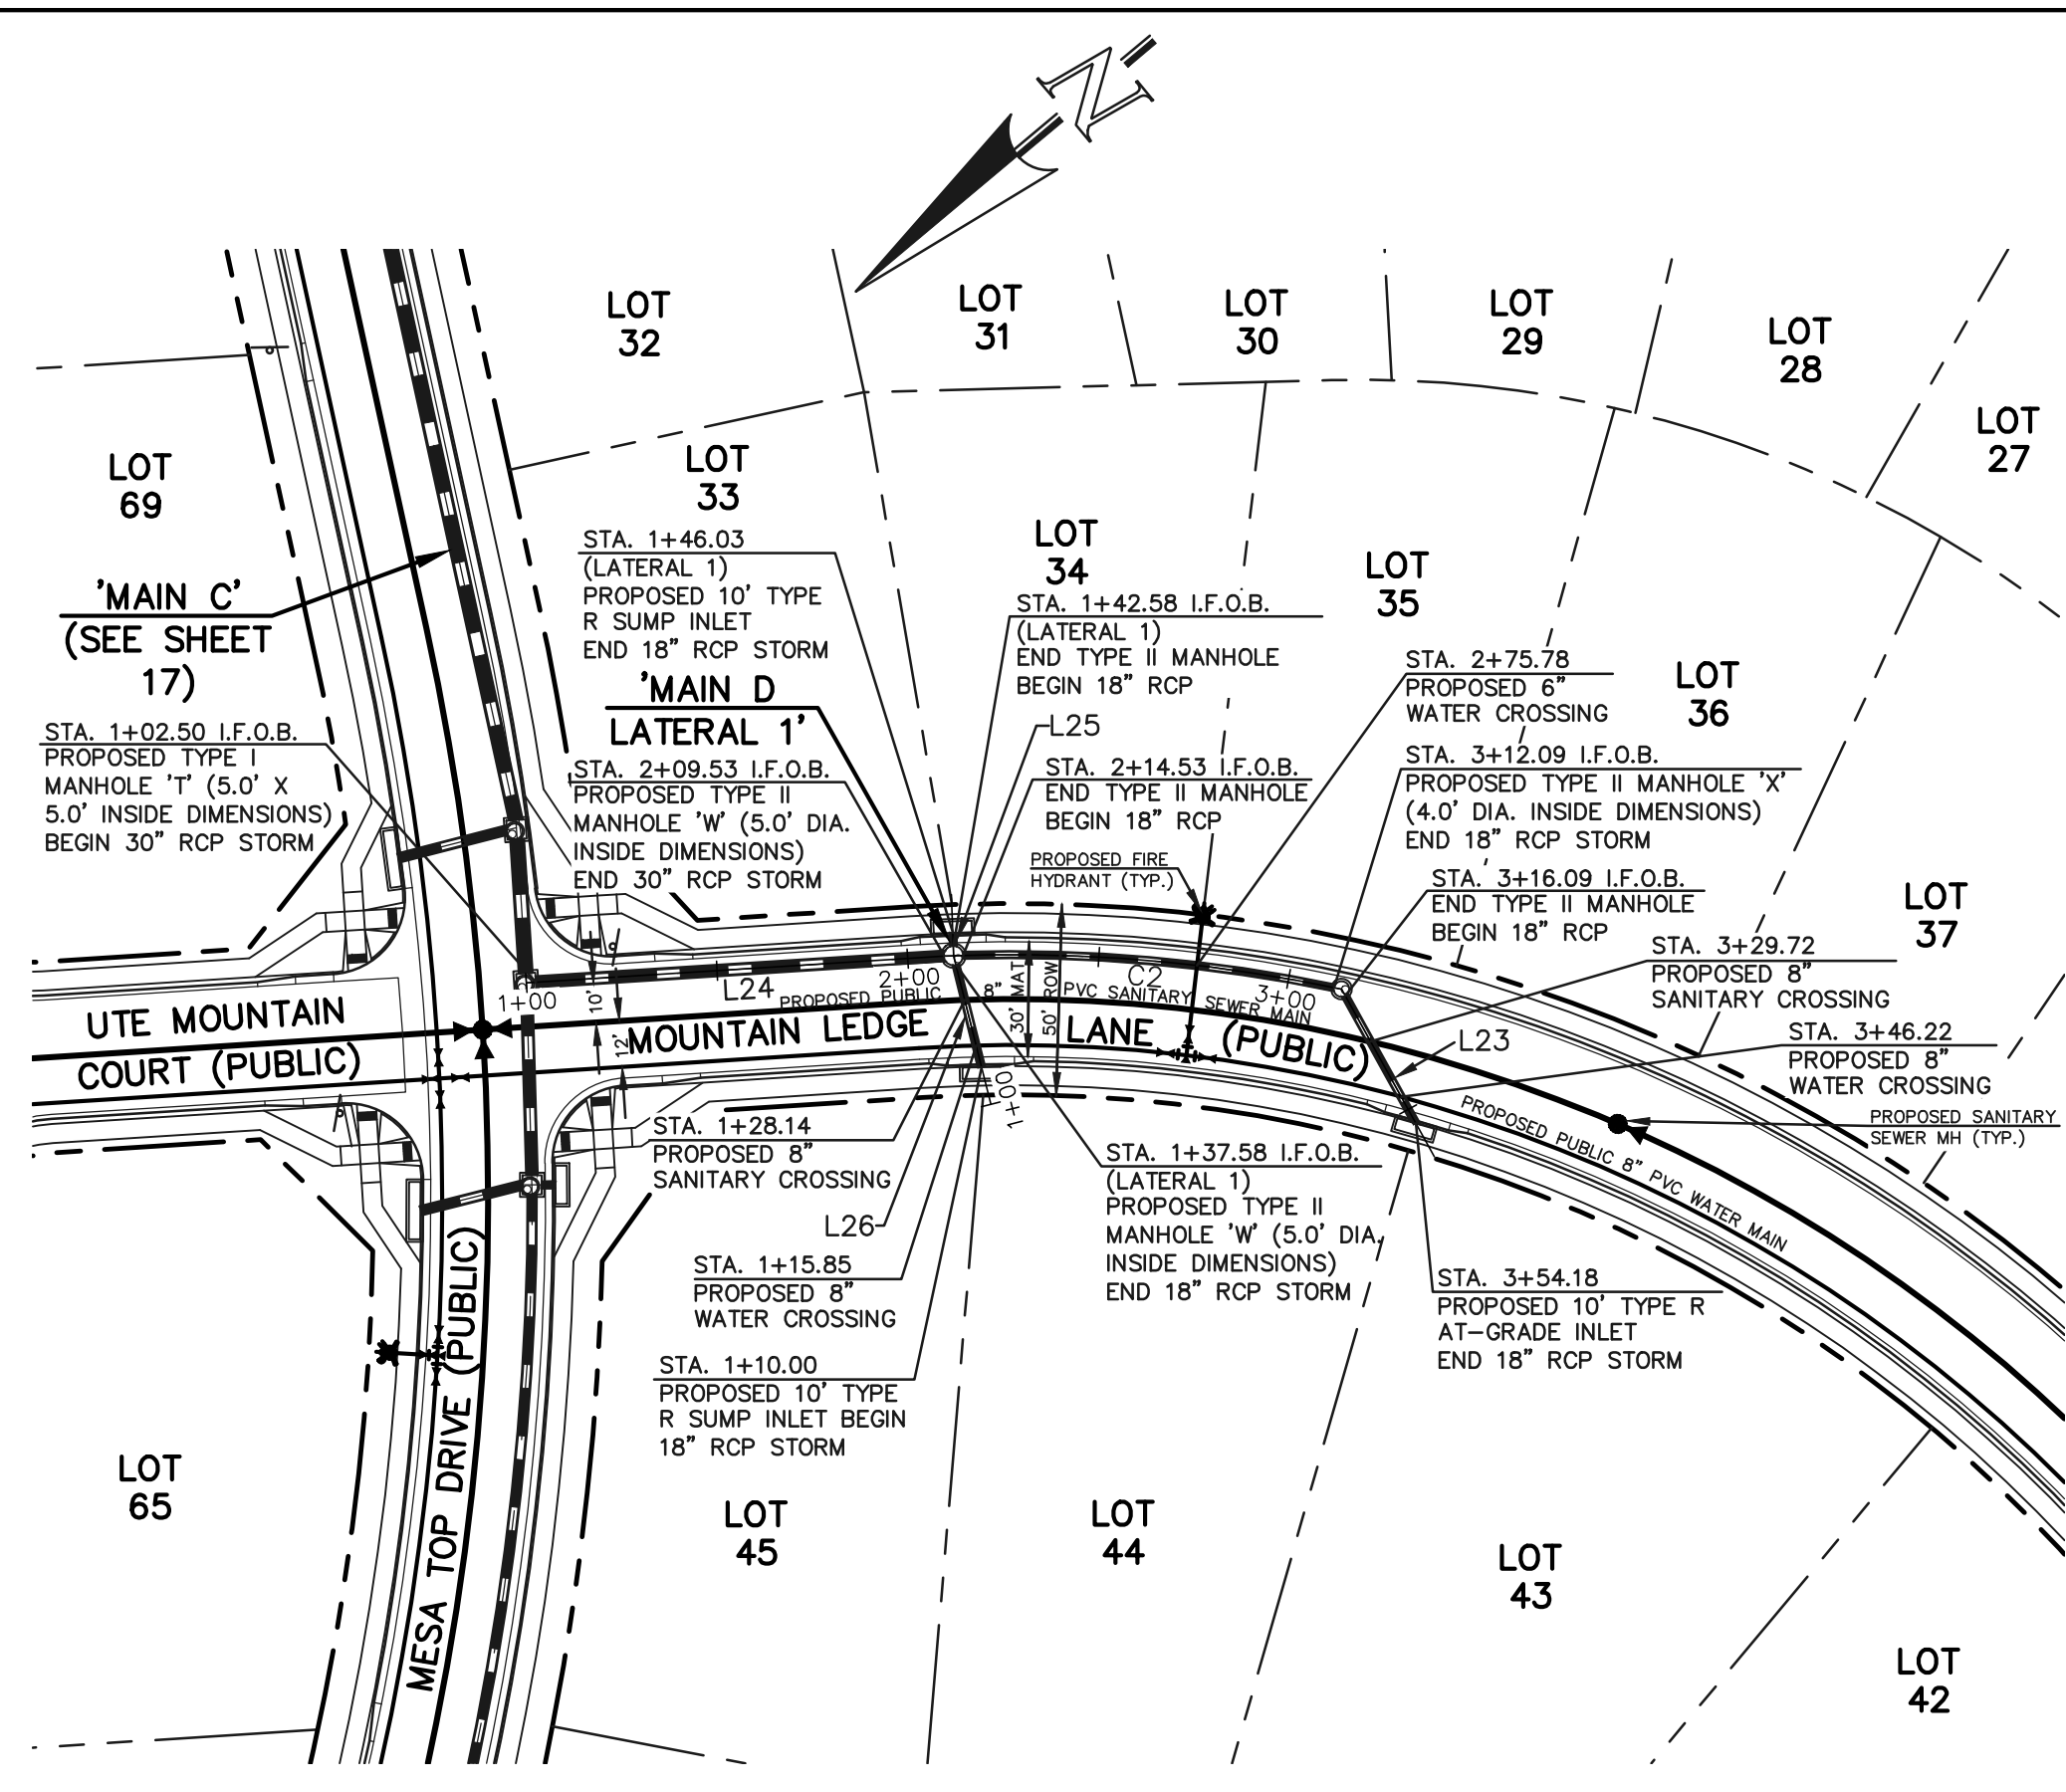 N
LOT
32
LOT
31
LOT
30
LOT
29
LOT
28
LOT
27
LOT
69
LOT
33
LOT
34
LOT
35
LOT
36
LOT
37
'MAIN C'
(SEE SHEET
17)
STA. 1+46.03
(LATERAL 1)
PROPOSED 10' TYPE
R SUMP INLET
END 18" RCP STORM
'MAIN D
LATERAL 1'
STA. 1+42.58 I.F.O.B.
(LATERAL 1)
END TYPE II MANHOLE
BEGIN 18" RCP
L25
STA. 1+02.50 I.F.O.B.
PROPOSED TYPE I
MANHOLE 'T' (5.0' X
5.0' INSIDE DIMENSIONS)
BEGIN 30" RCP STORM
STA. 2+09.53 I.F.O.B.
PROPOSED TYPE II
MANHOLE 'W' (5.0' DIA.
INSIDE DIMENSIONS)
END 30" RCP STORM
STA. 2+14.53 I.F.O.B.
END TYPE II MANHOLE
BEGIN 18" RCP
PROPOSED FIRE
HYDRANT (TYP.)
STA. 2+75.78
PROPOSED 6"
WATER CROSSING
STA. 3+12.09 I.F.O.B.
PROPOSED TYPE II MANHOLE 'X'
(4.0' DIA. INSIDE DIMENSIONS)
END 18" RCP STORM
STA. 3+16.09 I.F.O.B.
END TYPE II MANHOLE
BEGIN 18" RCP
STA. 3+29.72
PROPOSED 8"
SANITARY CROSSING
STA. 3+46.22
PROPOSED 8"
WATER CROSSING
PROPOSED SANITARY
SEWER MH (TYP.)
1+00
L24
2+00
C2
3+00
L23
10'
12'
30' MAT
50' ROW
PROPOSED PUBLIC 8" PVC SANITARY SEWER MAIN
UTE MOUNTAIN
COURT (PUBLIC)
MOUNTAIN LEDGE LANE (PUBLIC)
1+00
PROPOSED PUBLIC 8" PVC WATER MAIN
STA. 1+28.14
PROPOSED 8"
SANITARY CROSSING
L26
STA. 1+15.85
PROPOSED 8"
WATER CROSSING
STA. 1+10.00
PROPOSED 10' TYPE
R SUMP INLET BEGIN
18" RCP STORM
STA. 1+37.58 I.F.O.B.
(LATERAL 1)
PROPOSED TYPE II
MANHOLE 'W' (5.0' DIA.
INSIDE DIMENSIONS)
END 18" RCP STORM
STA. 3+54.18
PROPOSED 10' TYPE R
AT-GRADE INLET
END 18" RCP STORM
MESA TOP DRIVE (PUBLIC)
LOT
65
LOT
45
LOT
44
LOT
43
LOT
42